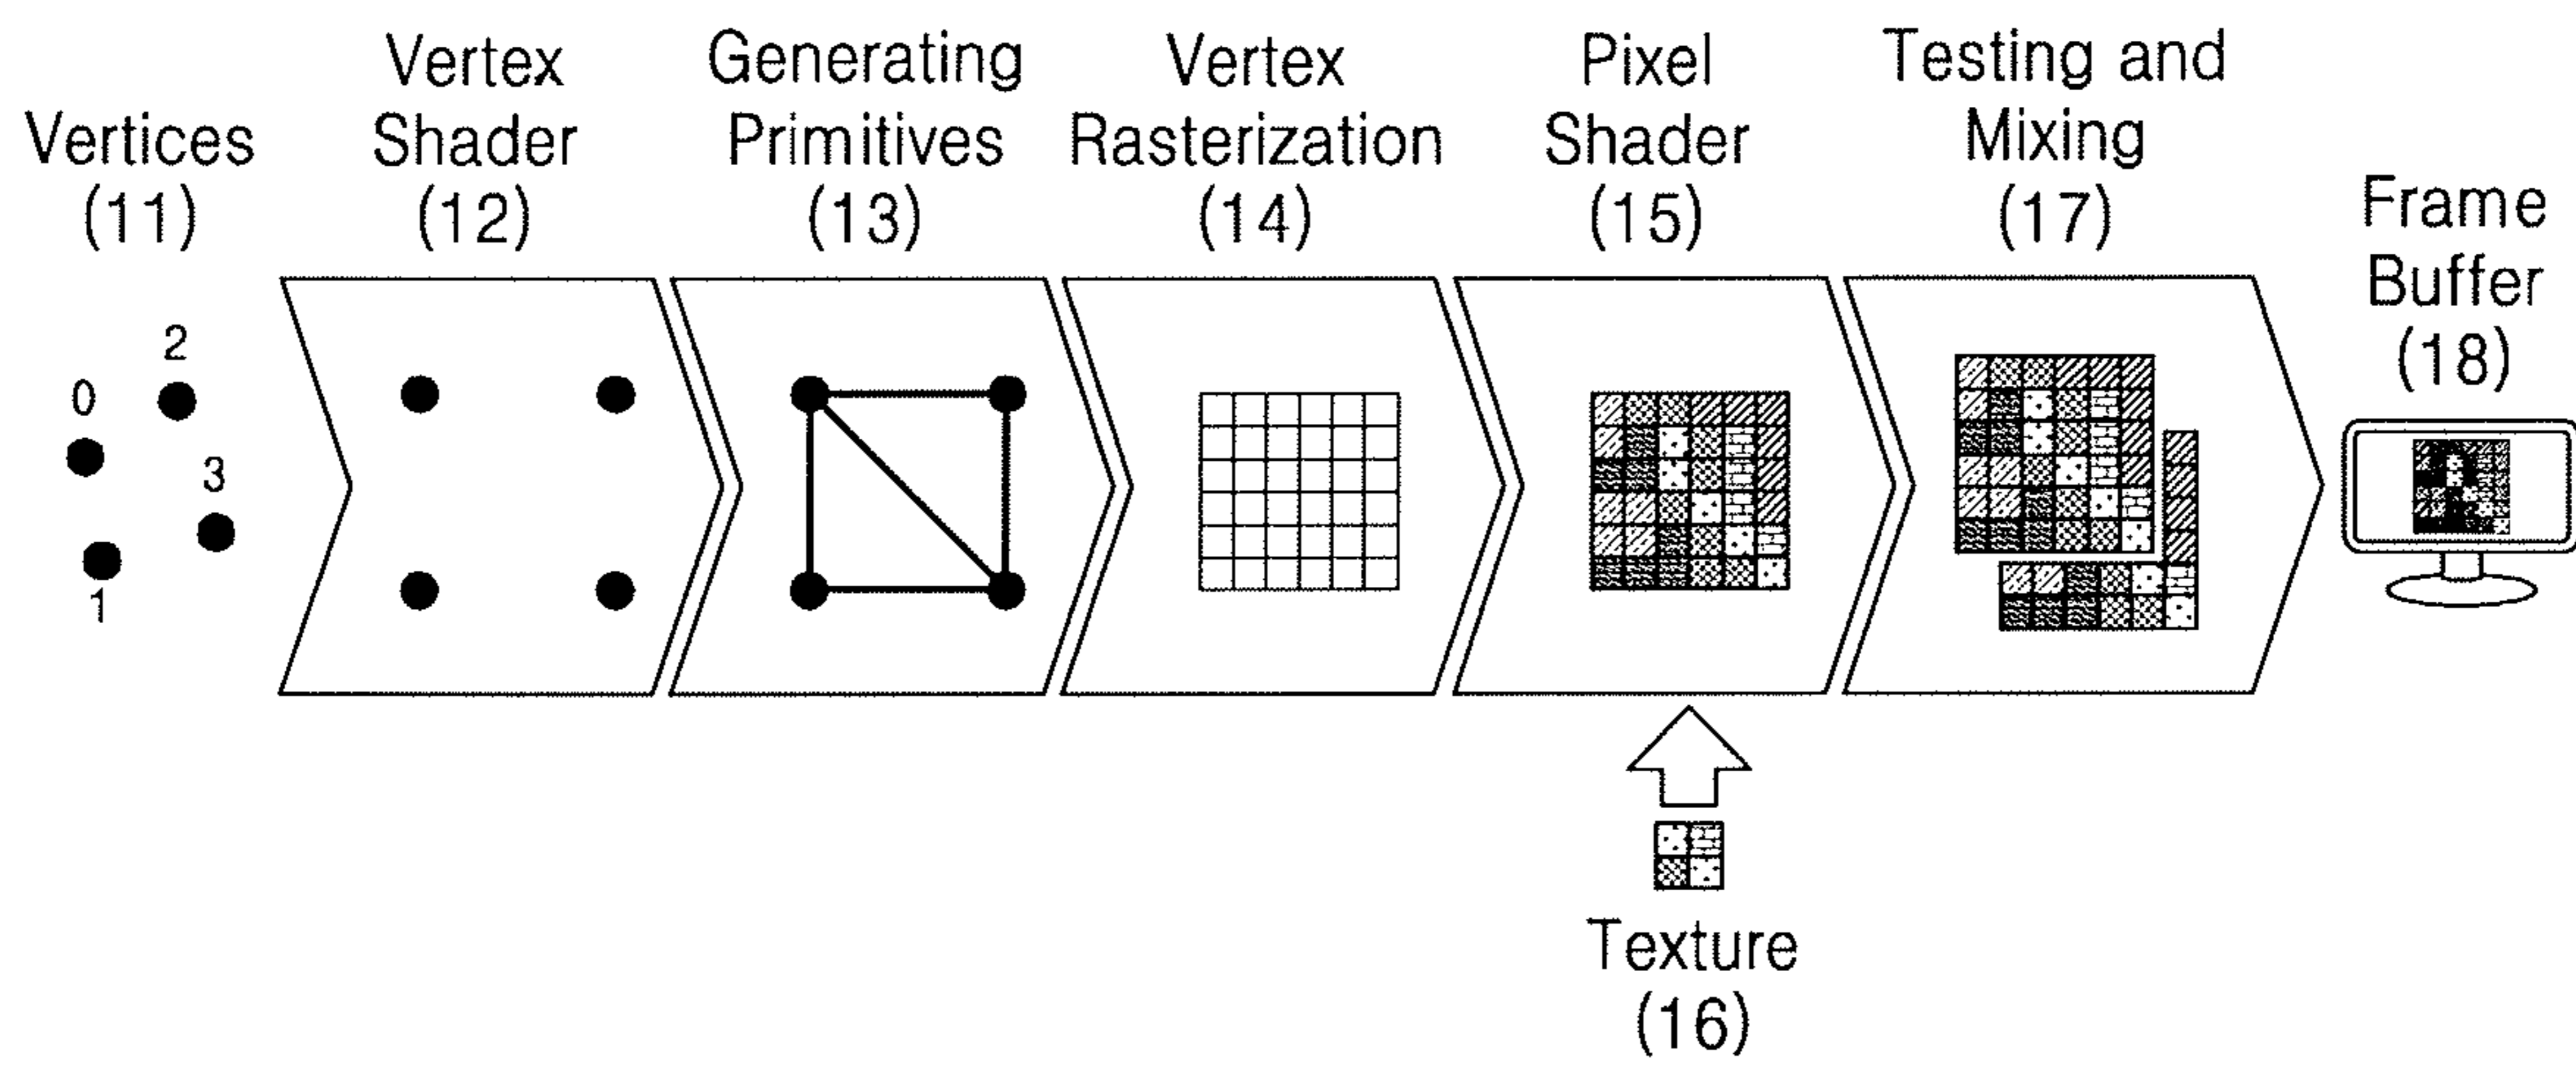 Vertices
(11)
Vertex
Shader
(12)
Generating
Primitives
(13)
Vertex
Rasterization
(14)
Pixel
Shader
(15)
Testing and
Mixing
(17)
Frame
Buffer
(18)
0
2
3
1
Texture
(16)